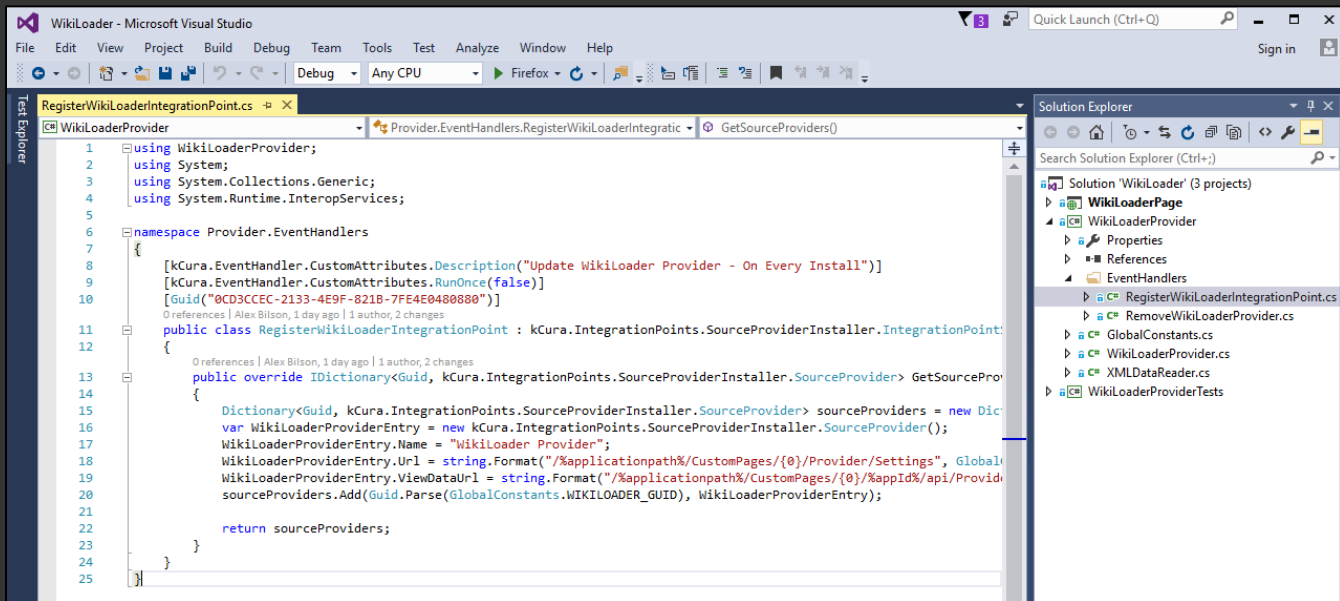 WikiLoader - Microsoft Visual Studio
3
Quick Launch (Ctrl+Q)
File Edit View Project Build Debug Team Tools Test Analyze Window Help
Sign in
Debug Any CPU Firefox
Test Explorer
RegisterWikiLoaderIntegrationPoint.cs
C# WikiLoaderProvider Provider.EventHandlers.RegisterWikiLoaderIntegratic GetSourceProviders()
1 using WikiLoaderProvider;
2 using System;
3 using System.Collections.Generic;
4 using System.Runtime.InteropServices;
5
6 namespace Provider.EventHandlers
7 {
8 [kCura.EventHandler.CustomAttributes.Description("Update WikiLoader Provider - On Every Install")]
9 [kCura.EventHandler.CustomAttributes.RunOnce(false)]
10 [Guid("0CD3CCEC-2133-4E9F-821B-7FE4E0480880")]
0 references | Alex Bilson, 1 day ago | 1 author, 2 changes
11 public class RegisterWikiLoaderIntegrationPoint : kCura.IntegrationPoints.SourceProviderInstaller.IntegrationPoint
12 {
0 references | Alex Bilson, 1 day ago | 1 author, 2 changes
13 public override IDictionary<Guid, kCura.IntegrationPoints.SourceProviderInstaller.SourceProvider> GetSourcePro
14 {
15 Dictionary<Guid, kCura.IntegrationPoints.SourceProviderInstaller.SourceProvider> sourceProviders = new Dic
16 var WikiLoaderProviderEntry = new kCura.IntegrationPoints.SourceProviderInstaller.SourceProvider();
17 WikiLoaderProviderEntry.Name = "WikiLoader Provider";
18 WikiLoaderProviderEntry.Url = string.Format("/%applicationpath%/CustomPages/{0}/Provider/Settings", Global
19 WikiLoaderProviderEntry.ViewDataUrl = string.Format("/%applicationpath%/CustomPages/{0}/%appId%/api/Provid
20 sourceProviders.Add(Guid.Parse(GlobalConstants.WIKILOADER_GUID), WikiLoaderProviderEntry);
21
22 return sourceProviders;
23 }
24 }
25 }
Solution Explorer
Search Solution Explorer (Ctrl+;)
Solution 'WikiLoader' (3 projects)
WikiLoaderPage
C# WikiLoaderProvider
Properties
References
EventHandlers
C# RegisterWikiLoaderIntegrationPoint.cs
C# RemoveWikiLoaderProvider.cs
C# GlobalConstants.cs
C# WikiLoaderProvider.cs
C# XMLDataReader.cs
C# WikiLoaderProviderTests